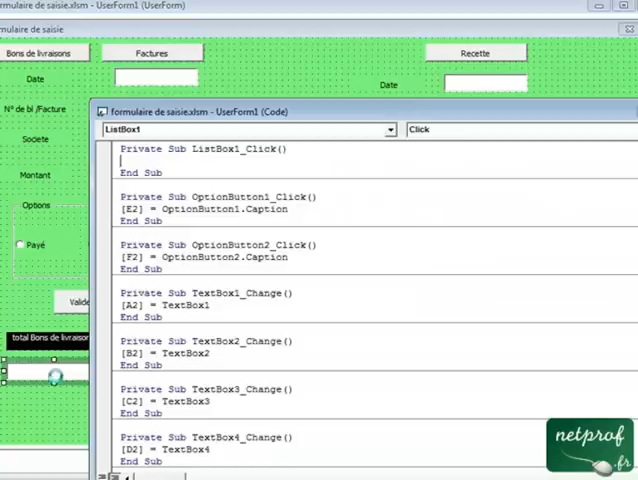 rmulaire de saisie.xlsm - UserForm1 (UserForm)
rmulaire de saisie
Bons de livraisons
Factures
Recette
Date
Date
N° de bl /Facture
Societe
Montant
Options
Payé
Valide
total Bons de livraison
formulaire de saisie.xlsm - UserForm1 (Code)
ListBox1
Click
Private Sub ListBox1_Click()
End Sub
Private Sub OptionButton1_Click()
[E2] = OptionButton1.Caption
End Sub
Private Sub OptionButton2_Click()
[F2] = OptionButton2.Caption
End Sub
Private Sub TextBox1_Change()
[A2] = TextBox1
End Sub
Private Sub TextBox2_Change()
[B2] = TextBox2
End Sub
Private Sub TextBox3_Change()
[C2] = TextBox3
End Sub
Private Sub TextBox4_Change()
[D2] = TextBox4
End Sub
netprof
.fr